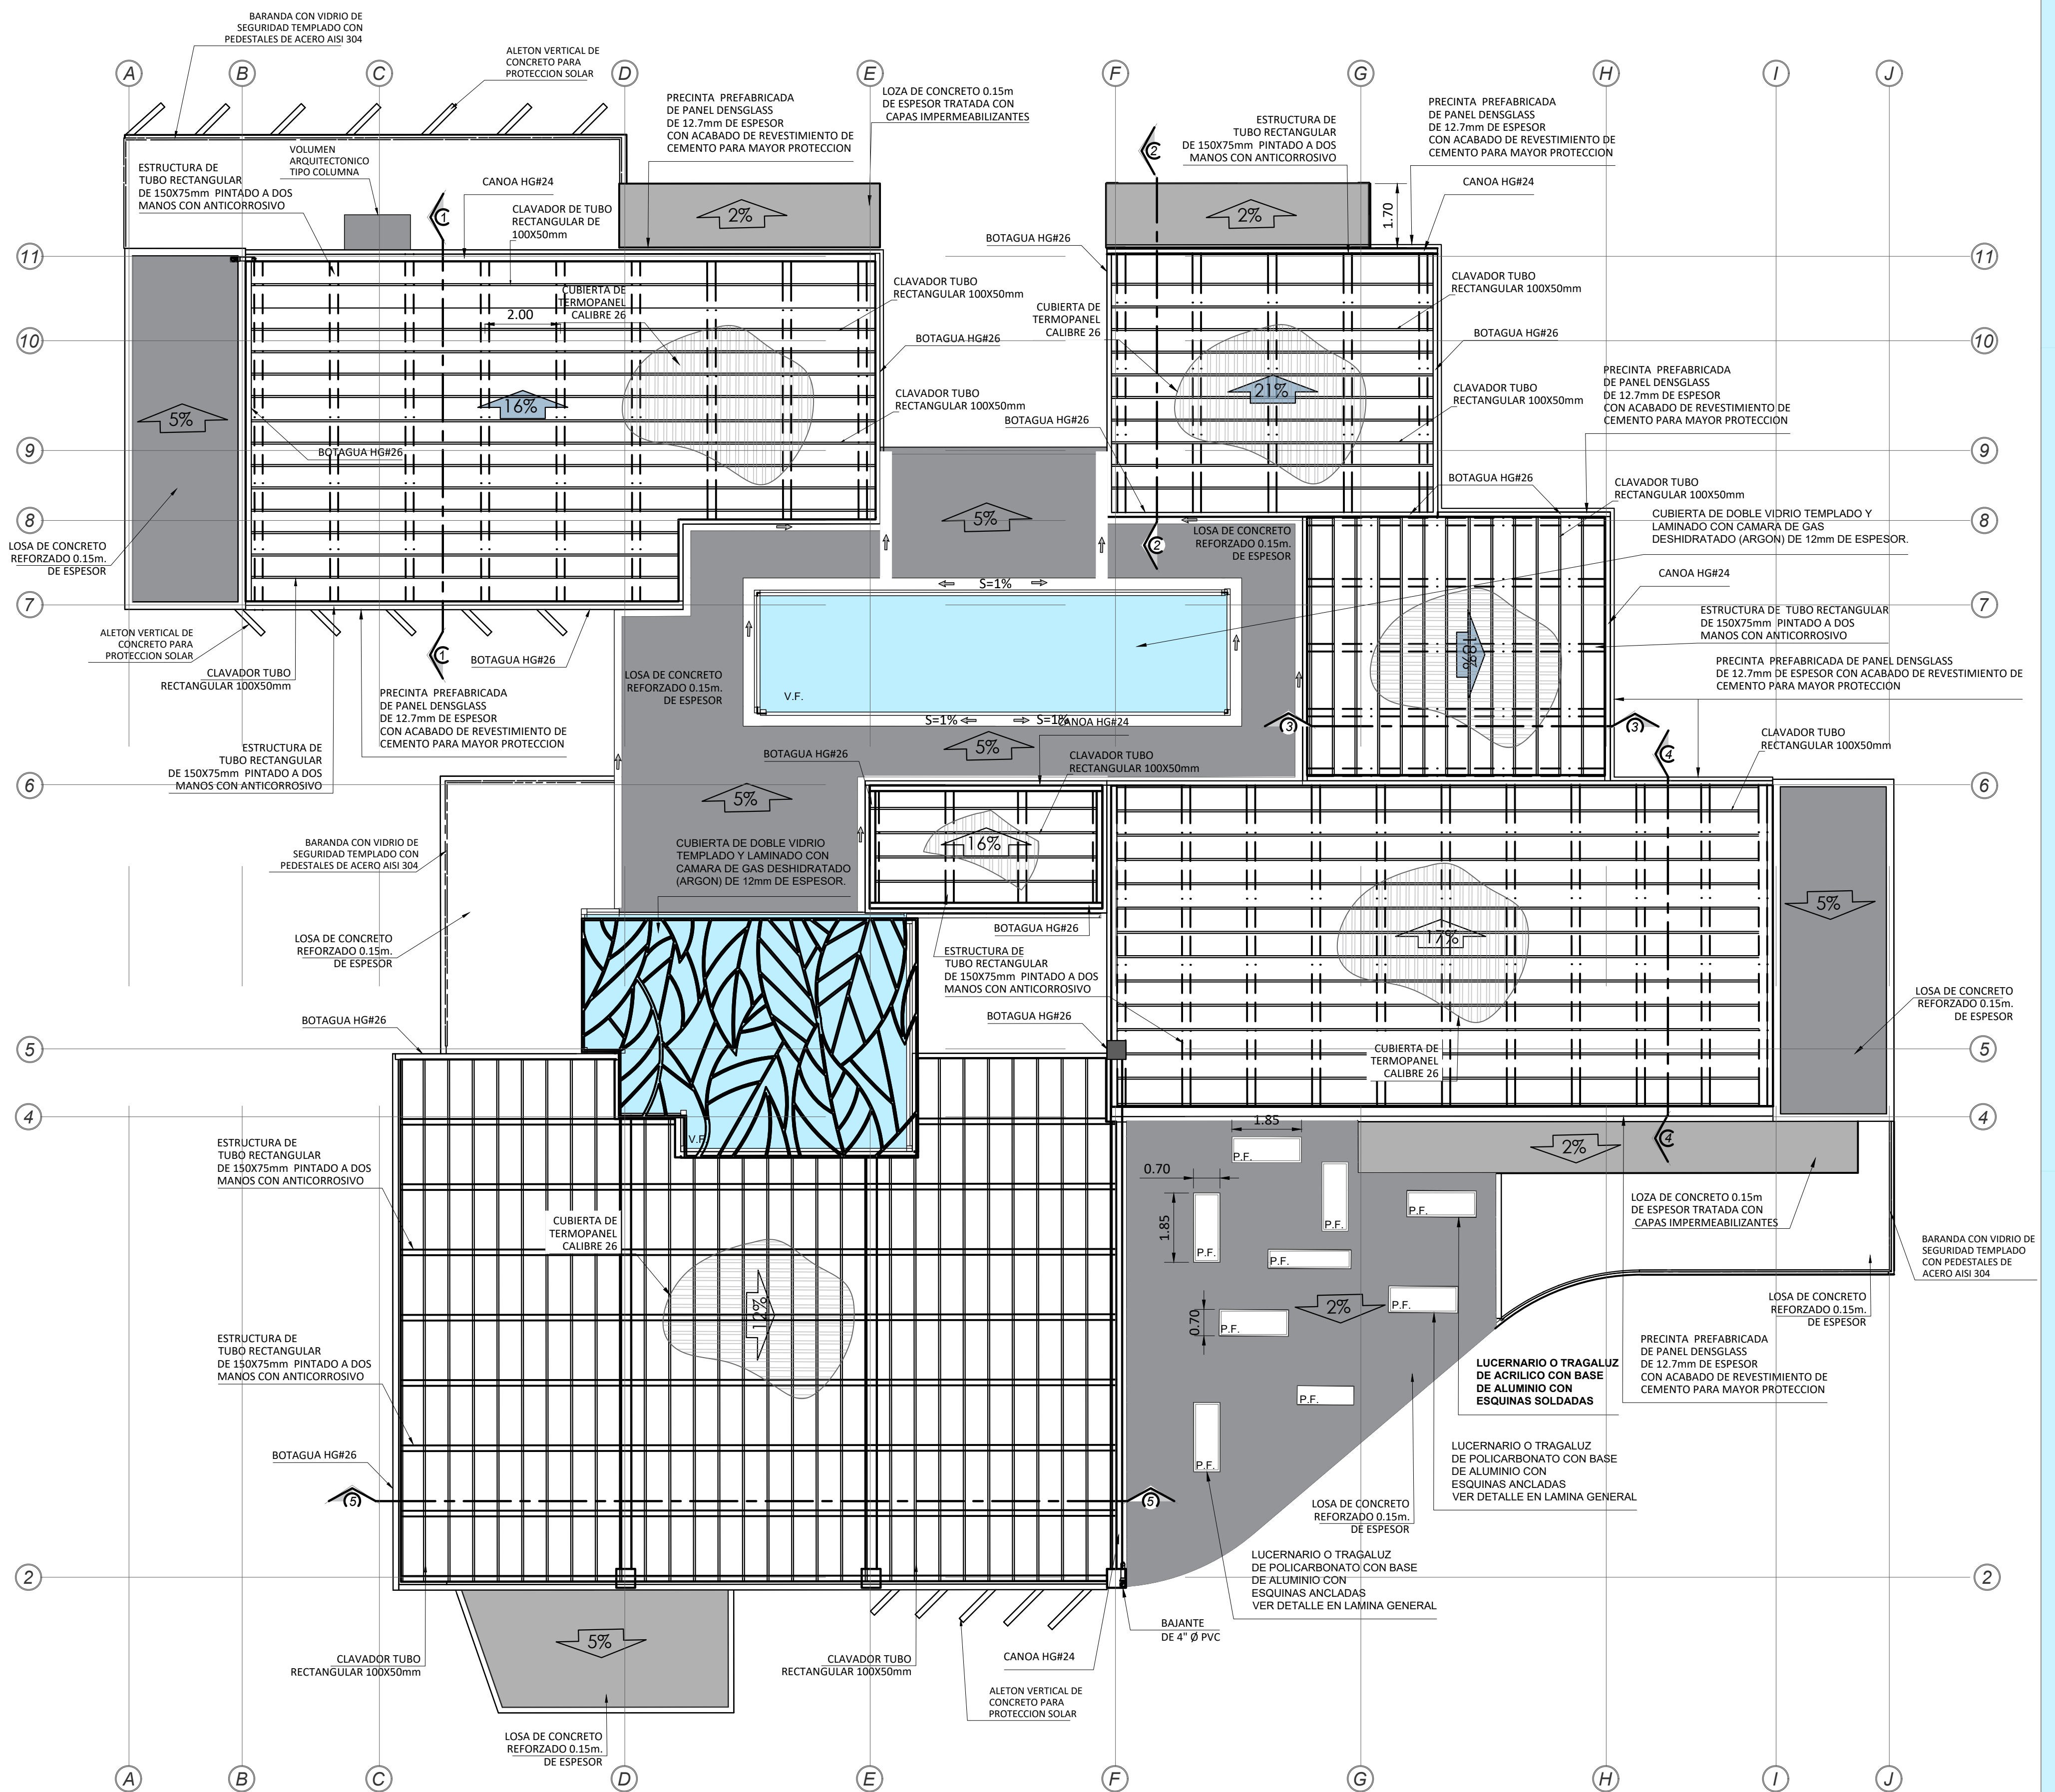 BARANDA CON VIDRIO DE
SEGURIDAD TEMPLADO CON
PEDESTALES DE ACERO AISI 304
ALETON VERTICAL DE
CONCRETO PARA
PROTECCION SOLAR
A
B
C
D
E
F
G
H
I
J
PRECINTA PREFABRICADA
DE PANEL DENSGLASS
DE 12.7mm DE ESPESOR
CON ACABADO DE REVESTIMIENTO DE
CEMENTO PARA MAYOR PROTECCION
LOZA DE CONCRETO 0.15m
DE ESPESOR TRATADA CON
CAPAS IMPERMEABILIZANTES
ESTRUCTURA DE
TUBO RECTANGULAR
DE 150X75mm PINTADO A DOS
MANOS CON ANTICORROSIVO
PRECINTA PREFABRICADA
DE PANEL DENSGLASS
DE 12.7mm DE ESPESOR
CON ACABADO DE REVESTIMIENTO DE
CEMENTO PARA MAYOR PROTECCION
VOLUMEN
ARQUITECTONICO
TIPO COLUMNA
ESTRUCTURA DE
TUBO RECTANGULAR
DE 150X75mm PINTADO A DOS
MANOS CON ANTICORROSIVO
CANOA HG#24
CLAVADOR DE TUBO
RECTANGULAR DE
100X50mm
1
2
2%
2%
1.70
CANOA HG#24
BOTAGUA HG#26
11
11
CLAVADOR TUBO
RECTANGULAR 100X50mm
CUBIERTA DE
TERMOPANEL
CALIBRE 26
2.00
CUBIERTA DE
TERMOPANEL
CALIBRE 26
CLAVADOR TUBO
RECTANGULAR 100X50mm
10
10
BOTAGUA HG#26
BOTAGUA HG#26
PRECINTA PREFABRICADA
DE PANEL DENSGLASS
DE 12.7mm DE ESPESOR
CON ACABADO DE REVESTIMIENTO DE
CEMENTO PARA MAYOR PROTECCION
5%
16%
21%
CLAVADOR TUBO
RECTANGULAR 100X50mm
CLAVADOR TUBO
RECTANGULAR 100X50mm
BOTAGUA HG#26
9
9
BOTAGUA HG#26
BOTAGUA HG#26
CLAVADOR TUBO
RECTANGULAR 100X50mm
8
8
5%
2
LOSA DE CONCRETO
REFORZADO 0.15m.
DE ESPESOR
CUBIERTA DE DOBLE VIDRIO TEMPLADO Y
LAMINADO CON CAMARA DE GAS
DESHIDRATADO (ARGON) DE 12mm DE ESPESOR.
LOSA DE CONCRETO
REFORZADO 0.15m.
DE ESPESOR
CANOA HG#24
S=1%
7
7
ESTRUCTURA DE TUBO RECTANGULAR
DE 150X75mm PINTADO A DOS
MANOS CON ANTICORROSIVO
ALETON VERTICAL DE
CONCRETO PARA
PROTECCION SOLAR
1
BOTAGUA HG#26
18%
CLAVADOR TUBO
RECTANGULAR 100X50mm
LOSA DE CONCRETO
REFORZADO 0.15m.
DE ESPESOR
V.F.
PRECINTA PREFABRICADA DE PANEL DENSGLASS
DE 12.7mm DE ESPESOR CON ACABADO DE REVESTIMIENTO DE
CEMENTO PARA MAYOR PROTECCION
PRECINTA PREFABRICADA
DE PANEL DENSGLASS
DE 12.7mm DE ESPESOR
CON ACABADO DE REVESTIMIENTO DE
CEMENTO PARA MAYOR PROTECCION
S=1%
S=1%
CANOA HG#24
3
3
4
ESTRUCTURA DE
TUBO RECTANGULAR
DE 150X75mm PINTADO A DOS
MANOS CON ANTICORROSIVO
5%
BOTAGUA HG#26
CLAVADOR TUBO
RECTANGULAR 100X50mm
CLAVADOR TUBO
RECTANGULAR 100X50mm
6
6
5%
BARANDA CON VIDRIO DE
SEGURIDAD TEMPLADO CON
PEDESTALES DE ACERO AISI 304
CUBIERTA DE DOBLE VIDRIO
TEMPLADO Y LAMINADO CON
CAMARA DE GAS DESHIDRATADO
(ARGON) DE 12mm DE ESPESOR.
16%
5%
17%
BOTAGUA HG#26
LOSA DE CONCRETO
REFORZADO 0.15m.
DE ESPESOR
ESTRUCTURA DE
TUBO RECTANGULAR
DE 150X75mm PINTADO A DOS
MANOS CON ANTICORROSIVO
LOSA DE CONCRETO
REFORZADO 0.15m.
DE ESPESOR
BOTAGUA HG#26
BOTAGUA HG#26
5
5
CUBIERTA DE
TERMOPANEL
CALIBRE 26
4
4
1.85
V.F.
4
2%
P.F.
0.70
ESTRUCTURA DE
TUBO RECTANGULAR
DE 150X75mm PINTADO A DOS
MANOS CON ANTICORROSIVO
LOZA DE CONCRETO 0.15m
DE ESPESOR TRATADA CON
CAPAS IMPERMEABILIZANTES
P.F.
P.F.
1.85
CUBIERTA DE
TERMOPANEL
CALIBRE 26
P.F.
P.F.
BARANDA CON VIDRIO DE
SEGURIDAD TEMPLADO
CON PEDESTALES DE
ACERO AISI 304
12%
0.70
P.F.
2%
P.F.
LOSA DE CONCRETO
REFORZADO 0.15m.
DE ESPESOR
ESTRUCTURA DE
TUBO RECTANGULAR
DE 150X75mm PINTADO A DOS
MANOS CON ANTICORROSIVO
PRECINTA PREFABRICADA
DE PANEL DENSGLASS
DE 12.7mm DE ESPESOR
CON ACABADO DE REVESTIMIENTO DE
CEMENTO PARA MAYOR PROTECCION
LUCERNARIO O TRAGALUZ
DE ACRILICO CON BASE
DE ALUMINIO CON
ESQUINAS SOLDADAS
P.F.
BOTAGUA HG#26
P.F.
LUCERNARIO O TRAGALUZ
DE POLICARBONATO CON BASE
DE ALUMINIO CON
ESQUINAS ANCLADAS
VER DETALLE EN LAMINA GENERAL
5
5
LOSA DE CONCRETO
REFORZADO 0.15m.
DE ESPESOR
LUCERNARIO O TRAGALUZ
DE POLICARBONATO CON BASE
DE ALUMINIO CON
ESQUINAS ANCLADAS
VER DETALLE EN LAMINA GENERAL
2
2
BAJANTE
DE 4" Ø PVC
5%
CLAVADOR TUBO
RECTANGULAR 100X50mm
CLAVADOR TUBO
RECTANGULAR 100X50mm
CANOA HG#24
ALETON VERTICAL DE
CONCRETO PARA
PROTECCION SOLAR
LOSA DE CONCRETO
REFORZADO 0.15m.
DE ESPESOR
A
B
C
D
E
F
G
H
I
J